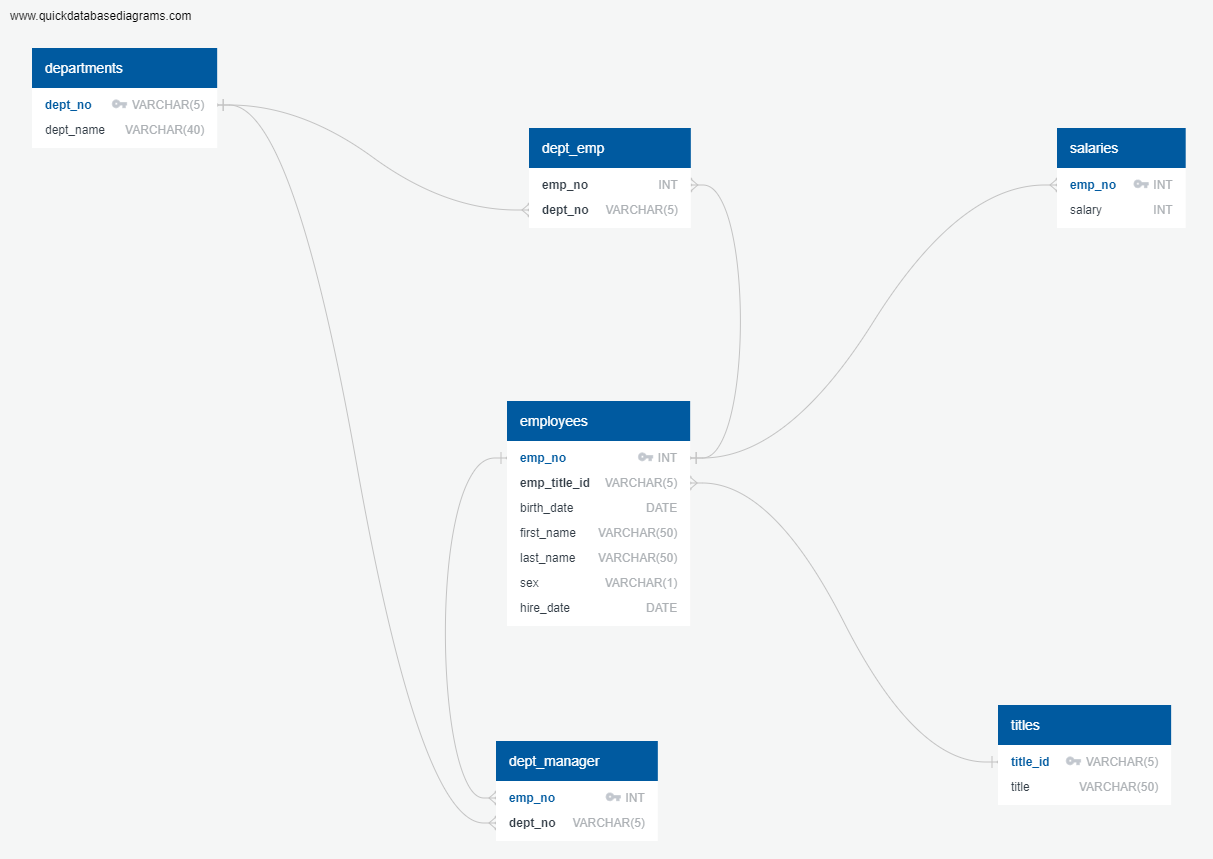 www.quickdatabasediagrams.com
departments
dept_no VARCHAR(5)
dept_name VARCHAR(40)
dept_emp
emp_no INT
dept_no VARCHAR(5)
salaries
emp_no INT
salary INT
employees
emp_no INT
emp_title_id VARCHAR(5)
birth_date DATE
first_name VARCHAR(50)
last_name VARCHAR(50)
sex VARCHAR(1)
hire_date DATE
dept_manager
emp_no INT
dept_no VARCHAR(5)
titles
title_id VARCHAR(5)
title VARCHAR(50)